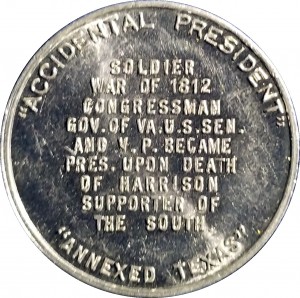 "ACCIDENTAL PRESIDENT"
SOLDIER
WAR OF 1812
CONGRESSMAN
GOV. OF VA. U.S. SEN.
AND V.P. BECAME
PRES. UPON DEATH
OF HARRISON
SUPPORTER OF
THE SOUTH
"ANNEXED TEXAS"